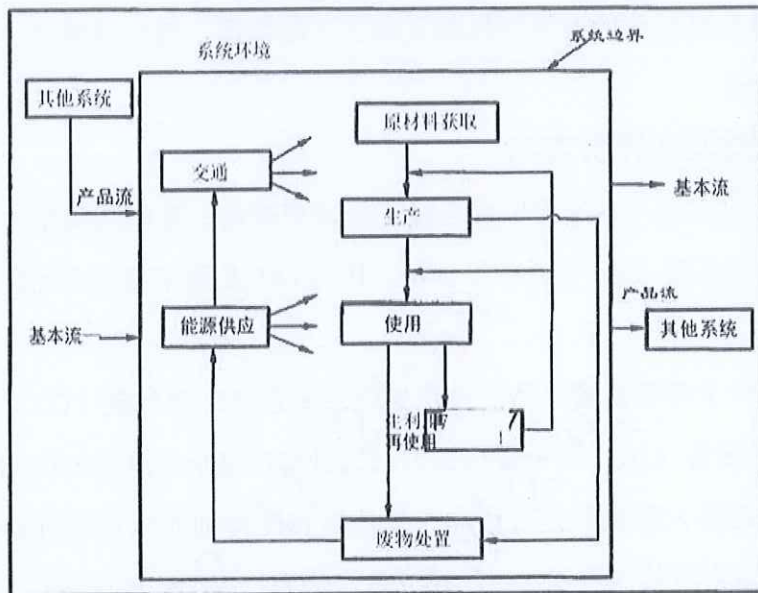 系统边界
系统环境
其他系统
原材料获取
交通
产品流
基本流
生产
产品流
基本流
能源供应
使用
其他系统
再使用
废物处置